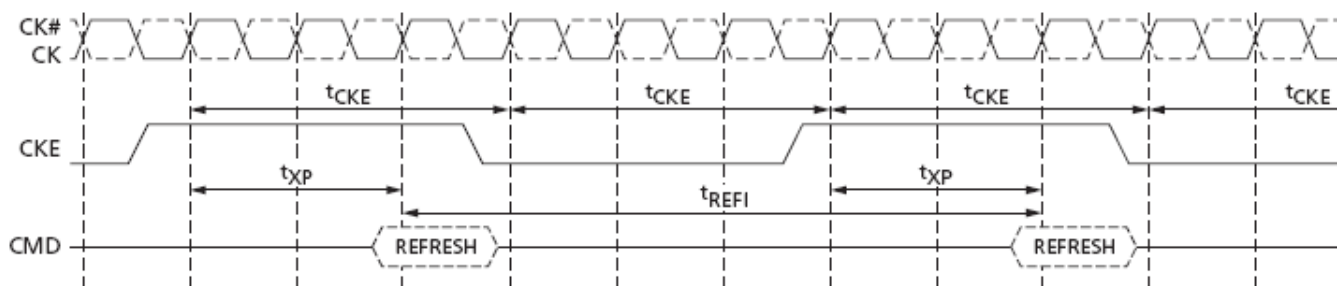 CK#
CK
tCKE tCKE tCKE tCKE
CKE
tXP tXP
tREFI
CMD REFRESH REFRESH